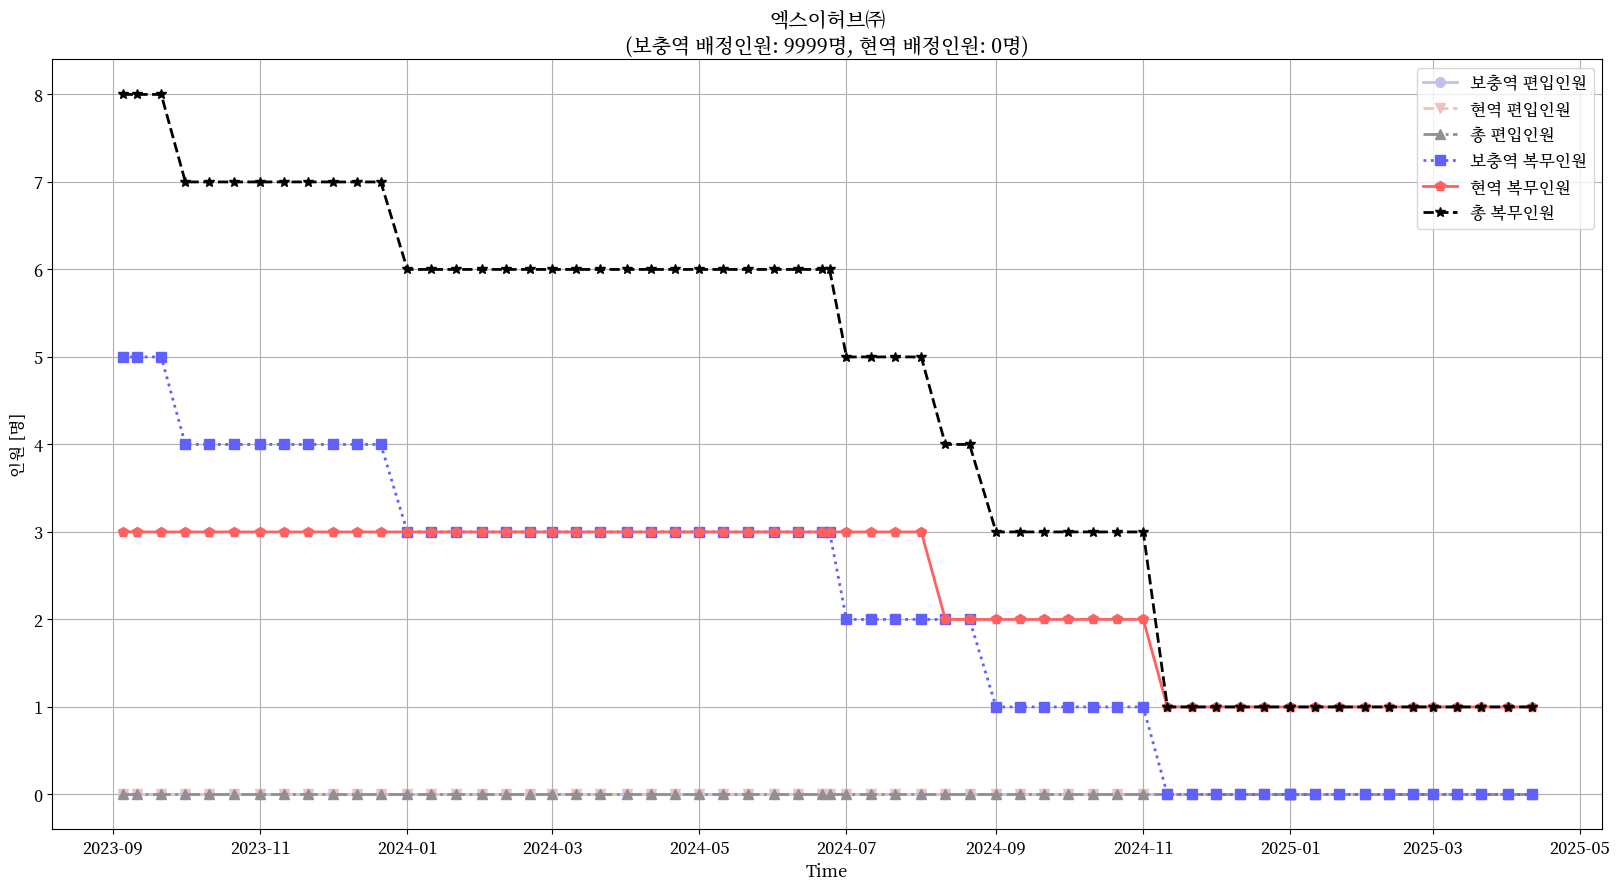 엑스이허브㈜
(보충역 배정인원: 9999명, 현역 배정인원: 0명)
보충역 편입인원
현역 편입인원
총 편입인원
보충역 복무인원
현역 복무인원
총 복무인원
인원 [명]
8
7
6
5
4
3
2
1
0
2023-09
2023-11
2024-01
2024-03
2024-05
2024-07
2024-09
2024-11
2025-01
2025-03
2025-05
Time